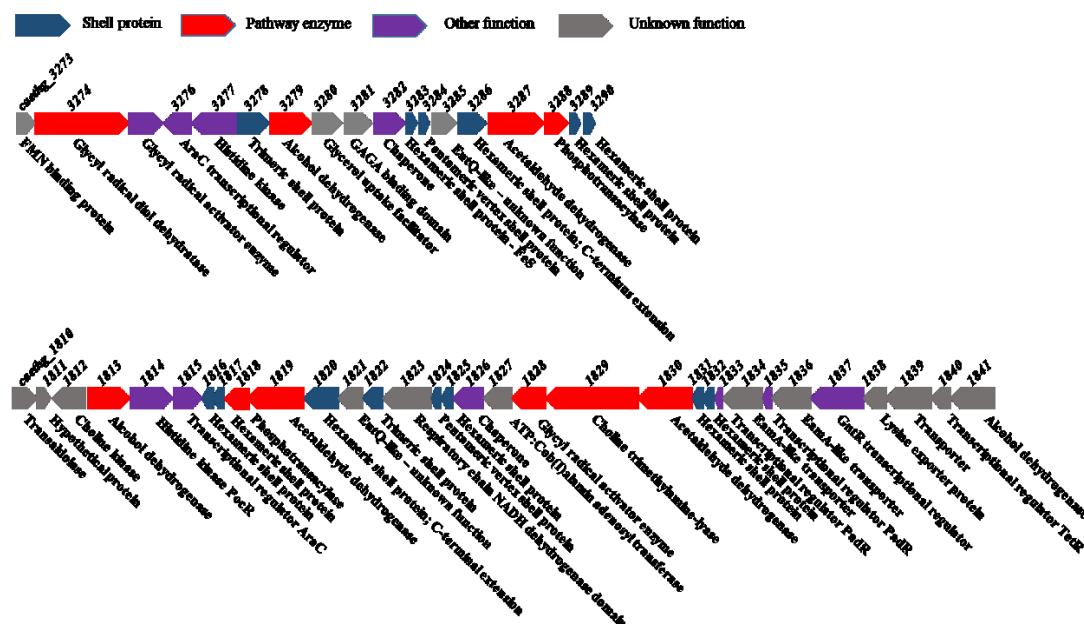 Shell protein
Pathway enzyme
Other function
Unknown function
caethg_3273
3274
3276
3277
3278
3279
3280
3281
3282
3283
3284
3285
3286
3287
3288
3289
3290
FMN binding protein
Glycyl radical diol dehydratase
Glycyl radical activator enzyme
AraC transcriptional regulator
Histidine kinase
Trimeric shell protein
Alcohol dehydrogenase
Glycerol uptake facilitator
GAGA binding domain
Chaperone
Hexameric shell protein - FeS
Pentameric vertex shell protein
EutQ-like – unknown function
Hexameric shell protein; C-terminus extension
Acetaldehyde dehydrogenase
Phosphotransacylase
Hexameric shell protein
Hexameric shell protein
caethg_1810
1811
1812
1813
1814
1815
1816
1817
1818
1819
1820
1821
1822
1823
1824
1825
1826
1827
1828
1829
1830
1831
1832
1833
1834
1835
1836
1837
1838
1839
1840
1841
Transaldolase
Hypothetical protein
Choline kinase
Alcohol dehydrogenase
Histidine kinase PocR
Transcriptional regulator AraC
Hexameric shell protein
Hexameric shell protein
Phosphotransacylase
Acetaldehyde dehydrogenase
Hexameric shell protein; C-terminal extension
EutQ-like – unknown function
Trimeric shell protein
Respiratory chain NADH dehydrogenase domain
Pentameric vertex shell protein
Hexameric shell protein
Chaperone
ATP:Cob(I)alamin adenosyl transferase
Glycyl radical activator enzyme
Choline trimethylamine-lyase
Acetaldehyde dehydrogenase
Hexameric shell protein
Hexameric shell protein
Transcriptional regulator PadR
EamA-like transporter
Transcriptional regulator PadR
EamA-like transporter
GntR transcriptional regulator
Lysine exporter protein
Transporter
Transcriptional regulator TetR
Alcohol dehydrogenase